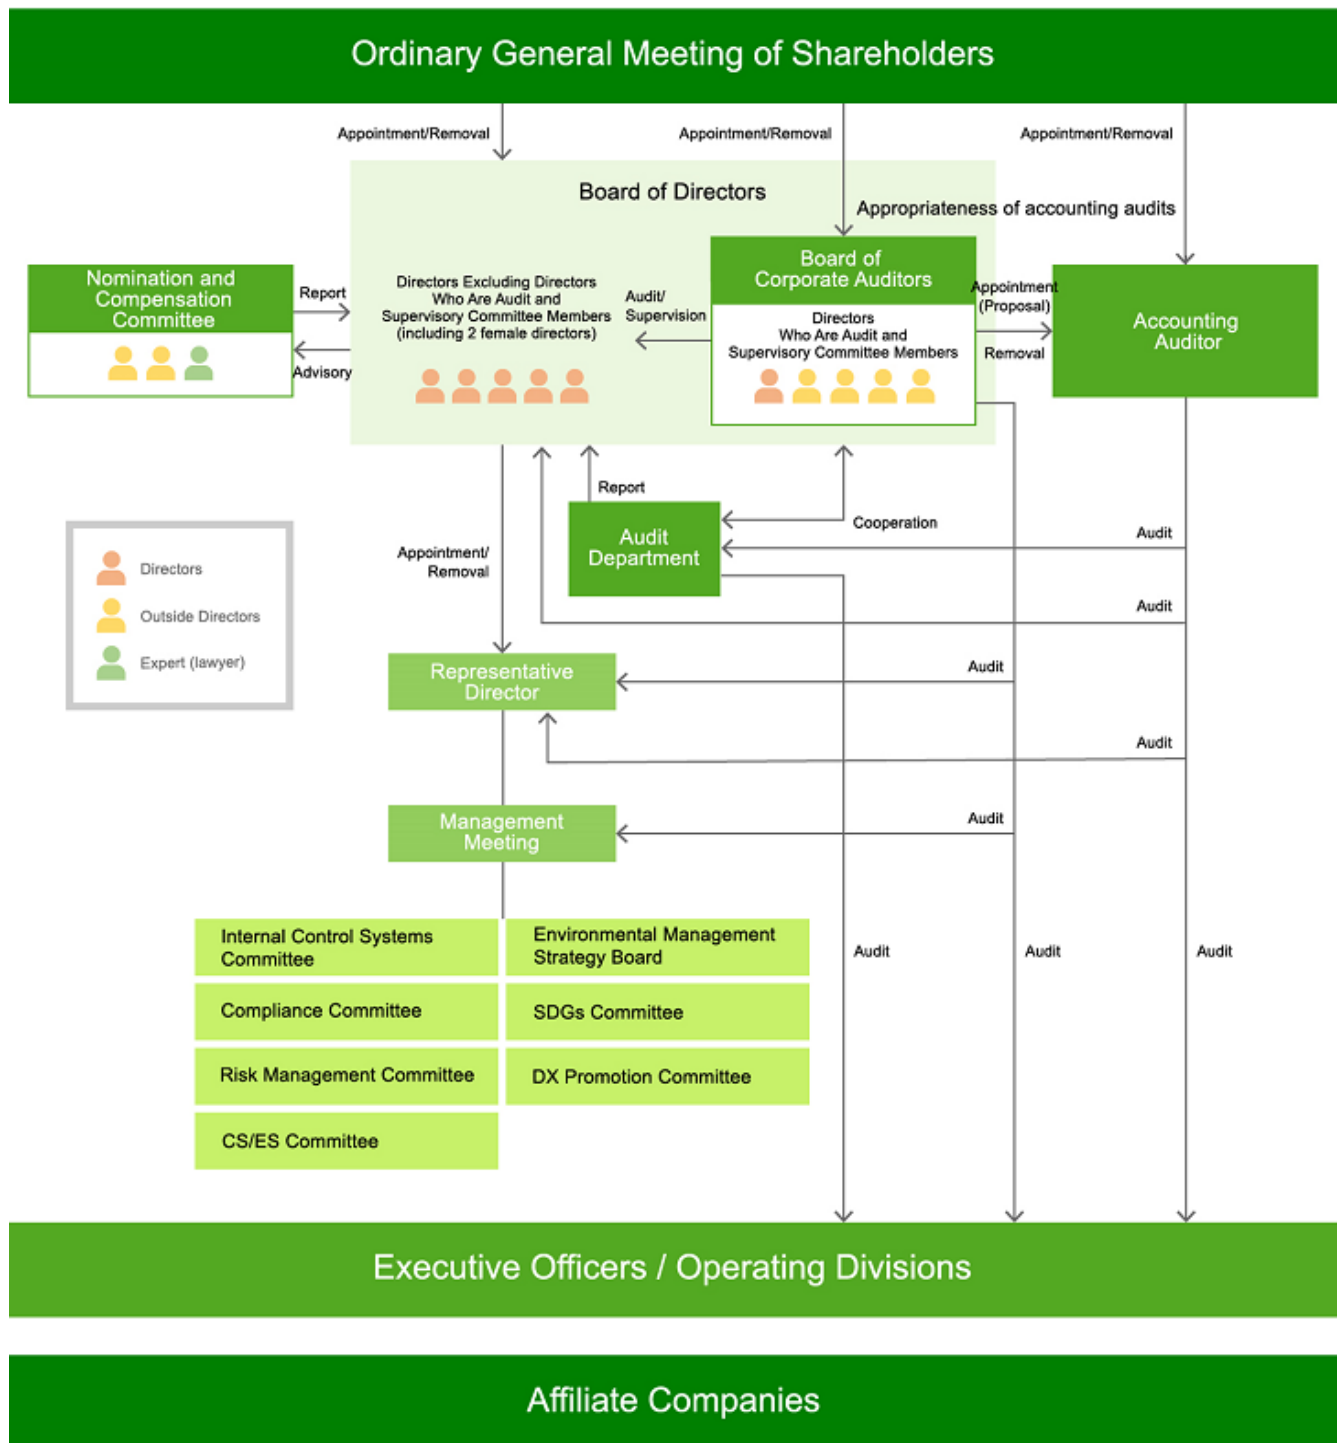 Ordinary General Meeting of Shareholders
Appointment/Removal
Appointment/Removal
Appointment/Removal
Board of Directors
Appropriateness of accounting audits
Nomination and
Compensation
Committee
Report
Advisory
Directors Excluding Directors
Who Are Audit and
Supervisory Committee Members
(including 2 female directors)
Audit/
Supervision
Board of
Corporate Auditors
Directors
Who Are Audit and
Supervisory Committee Members
Appointment
(Proposal)
Removal
Accounting
Auditor
Report
Audit
Department
Cooperation
Audit
Directors
Outside Directors
Expert (lawyer)
Appointment/
Removal
Audit
Representative
Director
Audit
Audit
Management
Meeting
Audit
Internal Control Systems
Committee
Environmental Management
Strategy Board
Compliance Committee
SDGs Committee
Risk Management Committee
DX Promotion Committee
CS/ES Committee
Audit
Audit
Audit
Executive Officers / Operating Divisions
Affiliate Companies